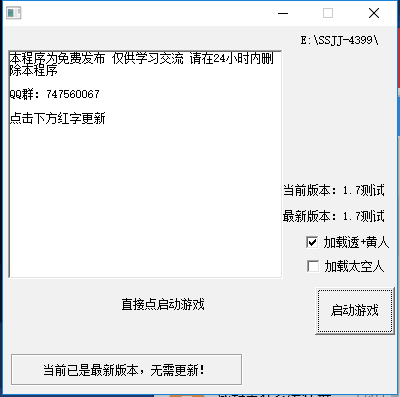 E:\SSJJ-4399\
本程序为免费发布 仅供学习交流 请在24小时内删
除本程序
QQ群：747560067
点击下方红字更新
当前版本：1.7测试
最新版本：1.7测试
加载透+黄人
加载太空人
直接点启动游戏
启动游戏
当前已是最新版本，无需更新！